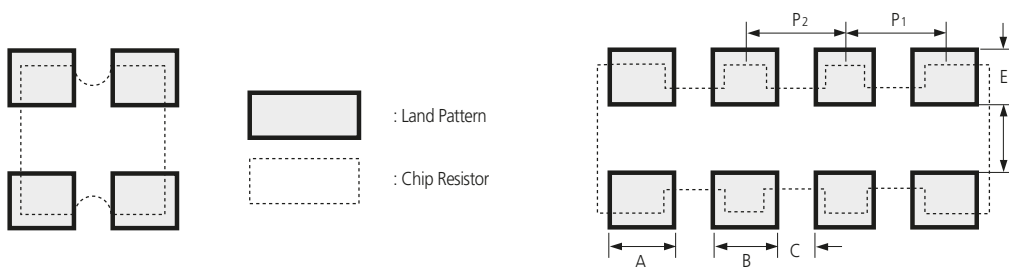 P2 P1
E
: Land Pattern
: Chip Resistor
A B C